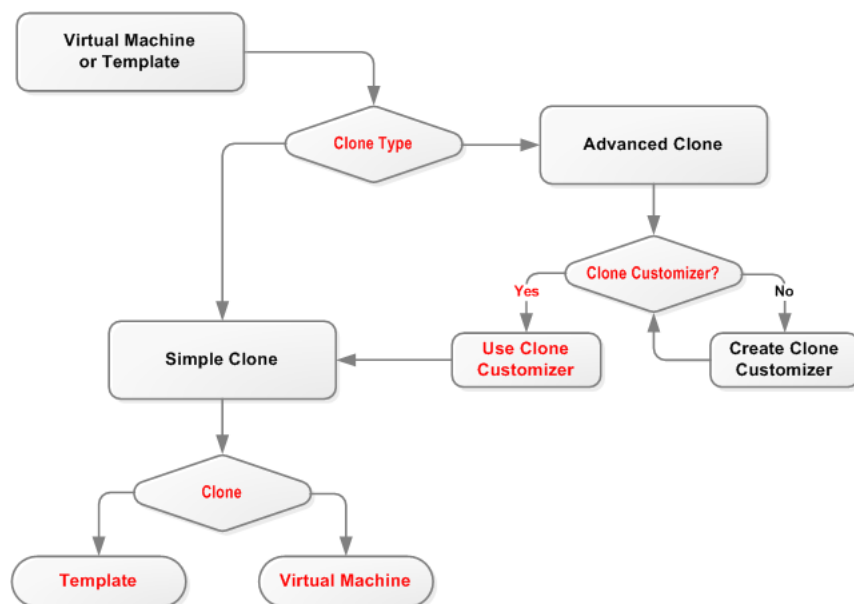 Virtual Machine
or Template
Clone Type
Advanced Clone
Clone Customizer?
Yes
No
Simple Clone
Use Clone
Customizer
Create Clone
Customizer
Clone
Template
Virtual Machine